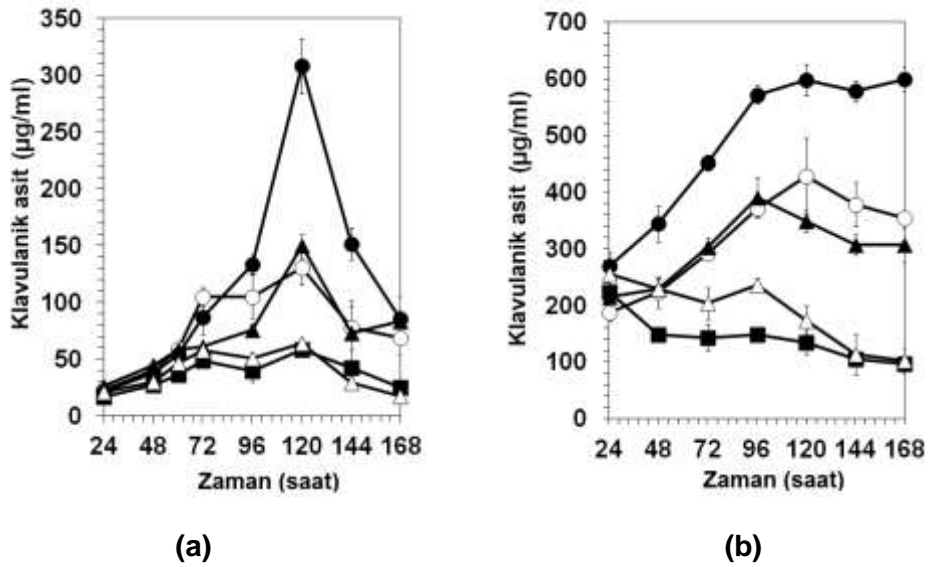 Klavulanik asit (µg/ml)
350
300
250
200
150
100
50
0
24 48 72 96 120 144 168
Zaman (saat)
(a)
Klavulanik asit (µg/ml)
700
600
500
400
300
200
100
0
24 48 72 96 120 144 168
Zaman (saat)
(b)